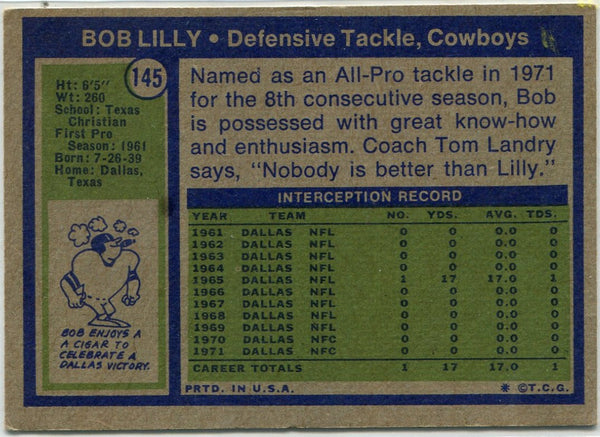 BOB LILLY • Defensive Tackle, Cowboys
145
Ht: 6'5"
Wt: 260
School: Texas
Christian
First Pro
Season: 1961
Born: 7-26-39
Home: Dallas,
Texas
BOB ENJOYS A
A CIGAR TO
CELEBRATE A
DALLAS VICTORY.
Named as an All-Pro tackle in 1971
for the 8th consecutive season, Bob
is possessed with great know-how
and enthusiasm. Coach Tom Landry
says, "Nobody is better than Lilly."
INTERCEPTION RECORD
YEAR TEAM NO. YDS. AVG. TDS.
1961 DALLAS NFL 0 0 0.0 0
1962 DALLAS NFL 0 0 0.0 0
1963 DALLAS NFL 0 0 0.0 0
1964 DALLAS NFL 0 0 0.0 0
1965 DALLAS NFL 1 17 17.0 1
1966 DALLAS NFL 0 0 0.0 0
1967 DALLAS NFL 0 0 0.0 0
1968 DALLAS NFL 0 0 0.0 0
1969 DALLAS NFL 0 0 0.0 0
1970 DALLAS NFC 0 0 0.0 0
1971 DALLAS NFC 0 0 0.0 0
CAREER TOTALS 1 17 17.0 1
PRTD. IN U.S.A. * ©T.C.G.